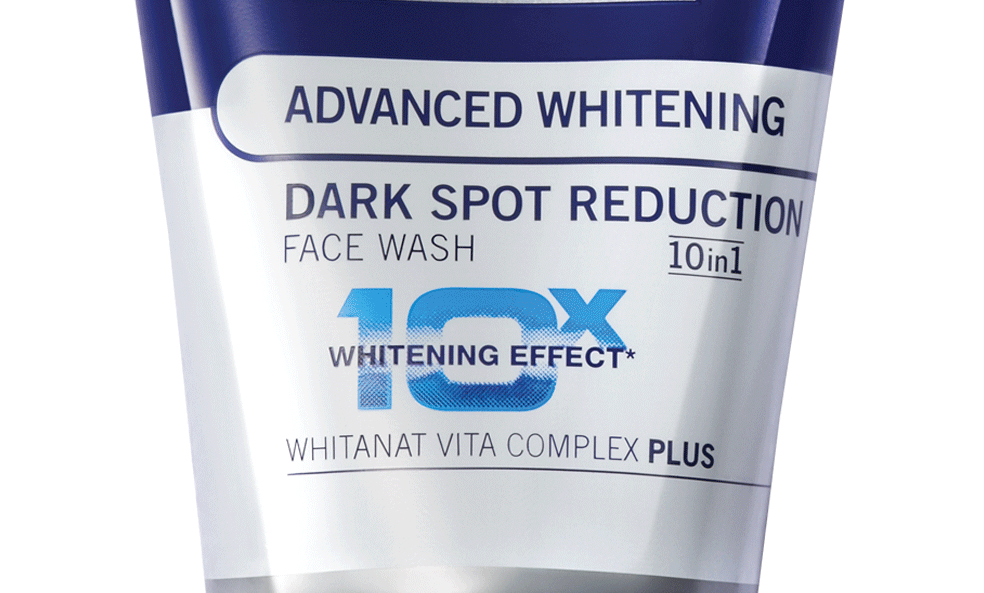 ADVANCED WHITENING
DARK SPOT REDUCTION
FACE WASH
10in1
10X
WHITENING EFFECT*
WHITANAT VITA COMPLEX PLUS